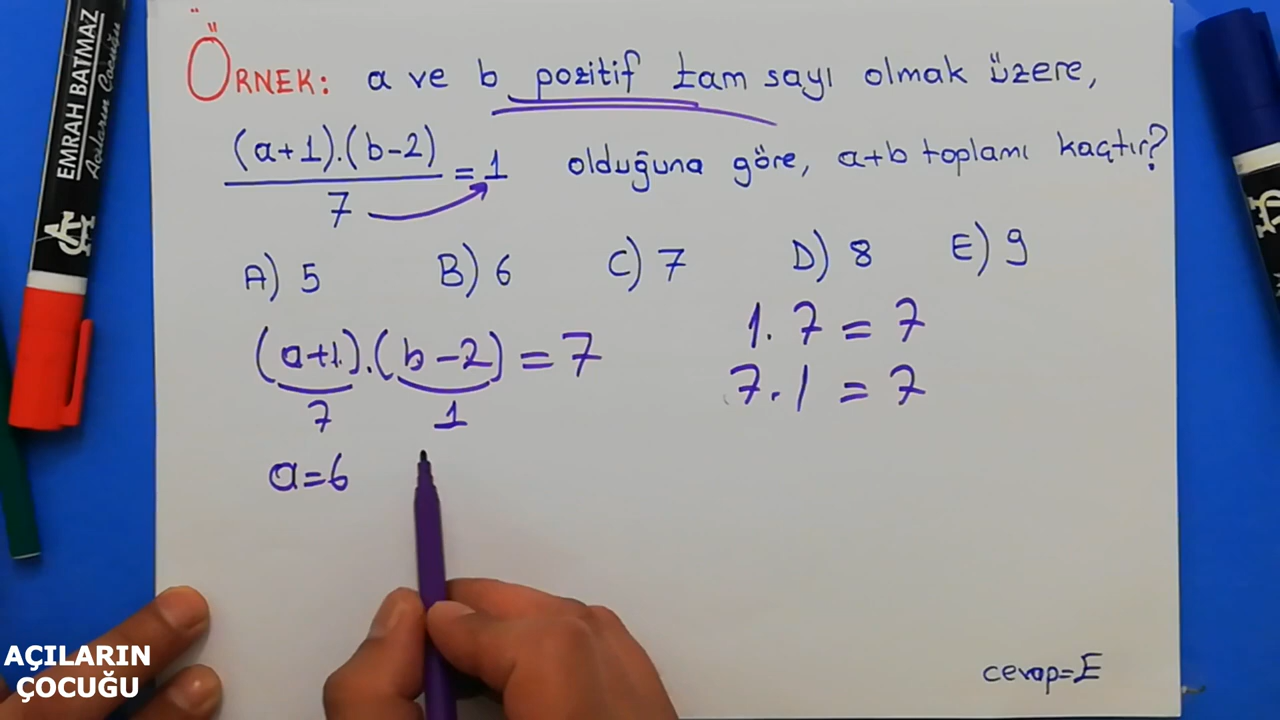 ÖRNEK: a ve b pozitif tam sayı olmak üzere,
(a+1).(b-2)
7
=1 olduğuna göre, a+b toplamı kaçtır?
A) 5 B) 6 C) 7 D) 8 E) 9
(a+1).(b-2)=7
7 1
a=6
1.7=7
7.1=7
cevap=E
EMRAH BATMAZ
Açıların Çocuğu
AÇILARIN
ÇOCUĞU